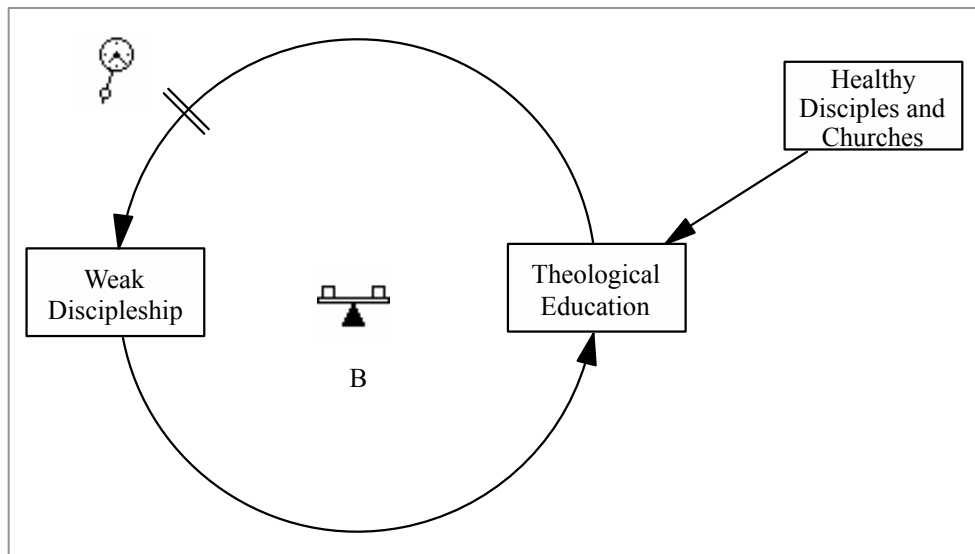 Healthy
Disciples and
Churches
Weak
Discipleship
Theological
Education
B